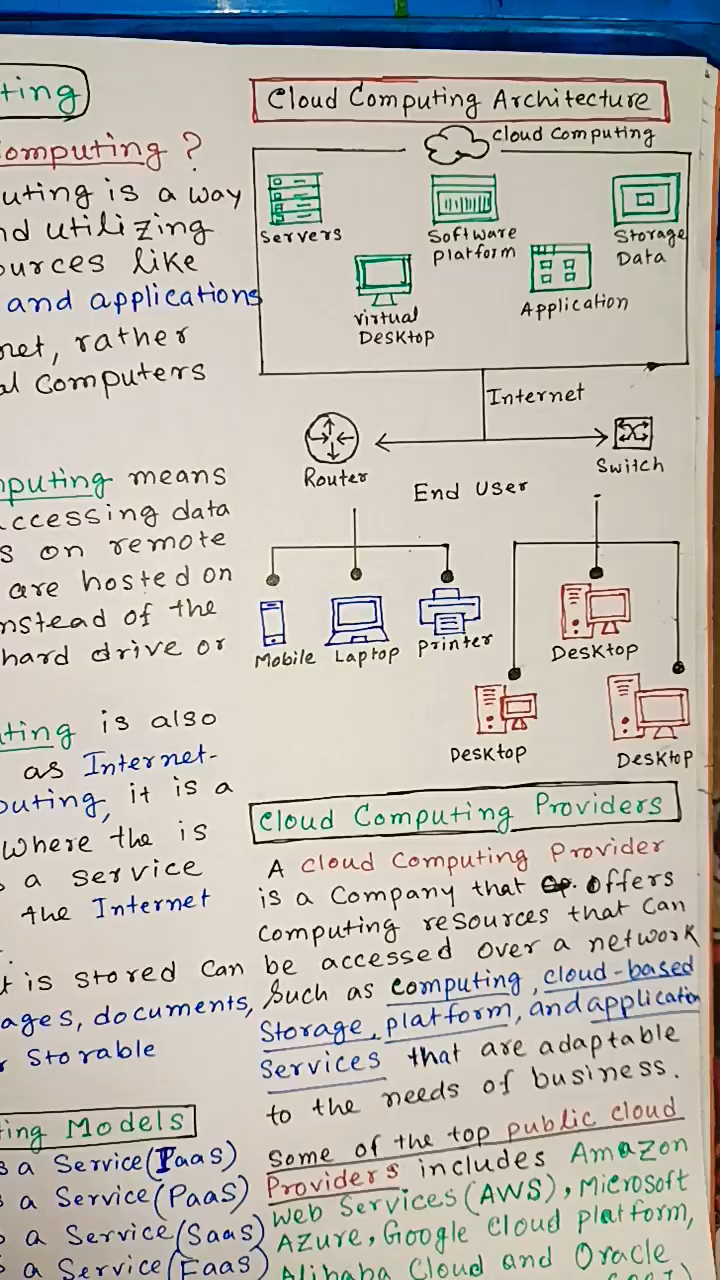 ting
omputing ?
uting is a way
nd utilizing
ources like
and applications
net, rather
al computers
mputing means
ccessing data
s on remote
are hosted on
nstead of the
hard drive or
ting is also
as Internet-
puting, it is a
where the is
a service
the Internet
t is stored can
ages, documents,
r storable
ting Models
s a Service (IaaS)
s a Service (PaaS)
a Service (SaaS)
a Service (FaaS)
Cloud Computing Architecture
Cloud Computing
Servers
Software
platform
Storage
Data
Virtual
Desktop
Application
Internet
Router
Switch
End User
Mobile
Laptop
Printer
Desktop
Desktop
Desktop
Cloud Computing Providers
A Cloud Computing Provider
is a Company that offers
computing resources that can
be accessed over a network
Such as computing, cloud-based
Storage, platform, and application
Services that are adaptable
to the needs of business.
Some of the top public cloud
Providers includes Amazon
Web Services (AWS), Microsoft
Azure, Google Cloud platform,
Alibaba Cloud and Oracle